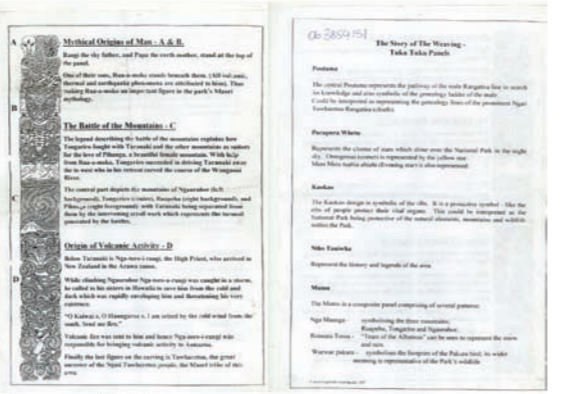 Mythical Origins of Man - A & B.
A
Rangi the sky father, and Papa the earth mother, stand at the top of
the panel.
One of their sons, Rua-o-moko stands beneath them. (All volcanic,
thermal and earthquake phenomena are attributed to him). Thus
making Rua-o-moko an important figure in the park's Maori
mythology.
B
The Battle of the Mountains - C
The legend describing the battle of the mountains explains how
Tongariro fought with Taranaki and the other mountains as suitors
for the love of Pihanga, a beautiful female mountain. With help
from Rua-o-moko, Tongariro succeeded in driving Taranaki away
the to west who in his retreat carved the course of the Wanganui
River.
C
The central part depicts the mountains of Ngauruhoe (left
background), Tongariro (centre), Ruapehu (right background), and
Pihanga (right foreground) with Taranaki being separated from
them by the intervening scroll work which represents the turmoil
generated by the battles.
Origin of Volcanic Activity - D
D
Below Taranaki is Nga-toro-i-rangi, the High Priest, who arrived in
New Zealand in the Arawa canoe.
While climbing Ngauruhoe Nga-toro-o-rangi was caught in a storm,
he called to his sisters in Hawaiki to save him from the cold and
dark which was rapidly enveloping him and threatening his very
existence.
"O Kuiwai e, O Haungaroa e, I am seized by the cold wind from the
south. Send me fire."
Volcanic fire was sent to him and hence Nga-toro-i-rangi was
responsible for bringing volcanic activity to Aotearoa.
Finally the last figure on the carving is Tuwharetoa, the great
ancestor of the Ngati Tuwharetoa people, the Maori tribe of this
area.
The Story of The Weaving -
Tuku Tuku Panels
Poutama
The central Poutama represents the pathway of the male Rangatira line in search
for knowledge and also symbolic of the genealogy ladder of the male.
Could be interpreted as representing the genealogy lines of the prominent Ngati
Tuwharetoa Rangatira (chiefs).
Purapura Whetu
Represents the cluster of stars which shine over the National Park in the night
sky. is represented by the yellow star.
(Evening star) is also represented.
Kaokao
The Kaokao design is symbolic of the ribs. It is a protective symbol - like the
ribs of people protect their vital organs. This could be interpreted as the
National Park being protective of the natural elements, mountains and wildlife
within the Park.
Niho Taniwha
Represent the history and legends of the area.
Mumu
The Mumu is a composite panel comprising of several patterns:
Nga Maunga - symbolising the three mountains;
Ruapehu, Tongariro and Ngauruhoe.
Roimata Toroa - "Tears of the Albatross" can be seen to represent the snow
and rain.
Waewae pakura - symbolises the footprint of the Pakura bird, its wider
meaning is representative of the Park's wildlife